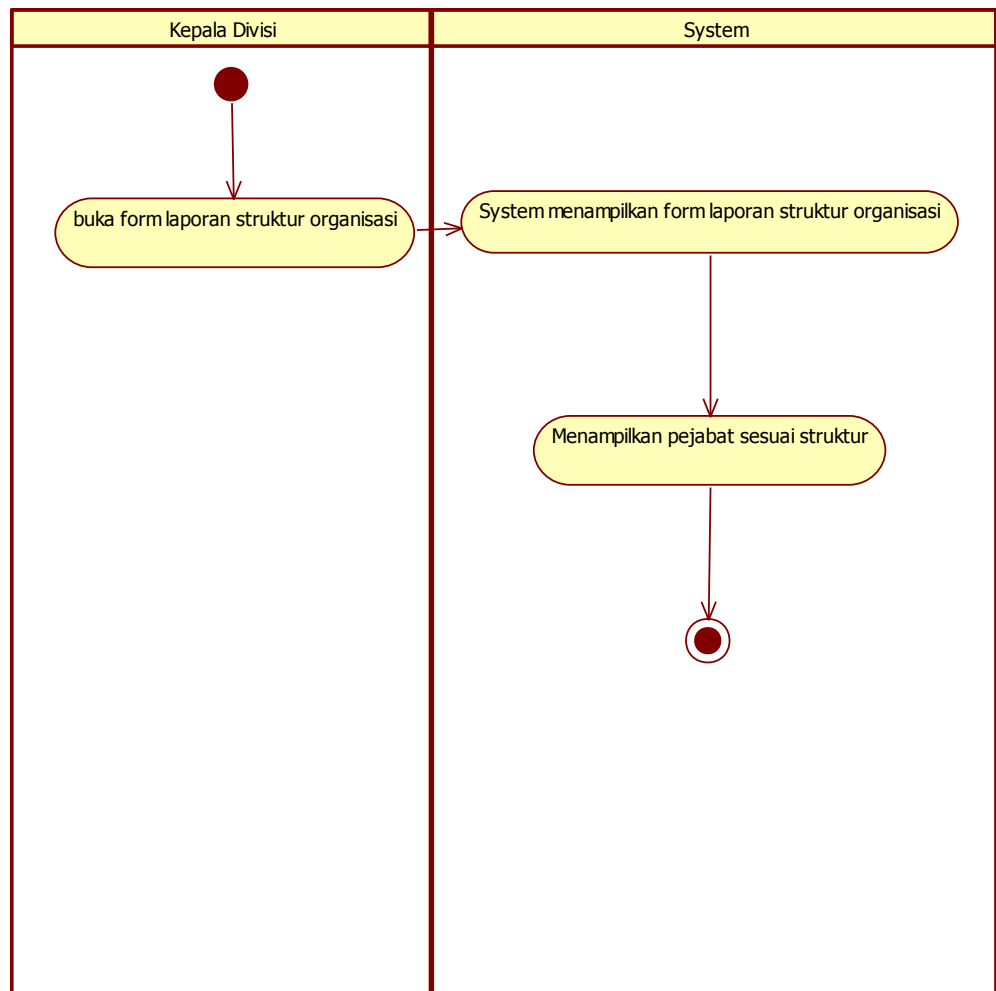 Kepala Divisi
System
buka form laporan struktur organisasi
System menampilkan form laporan struktur organisasi
Menampilkan pejabat sesuai struktur